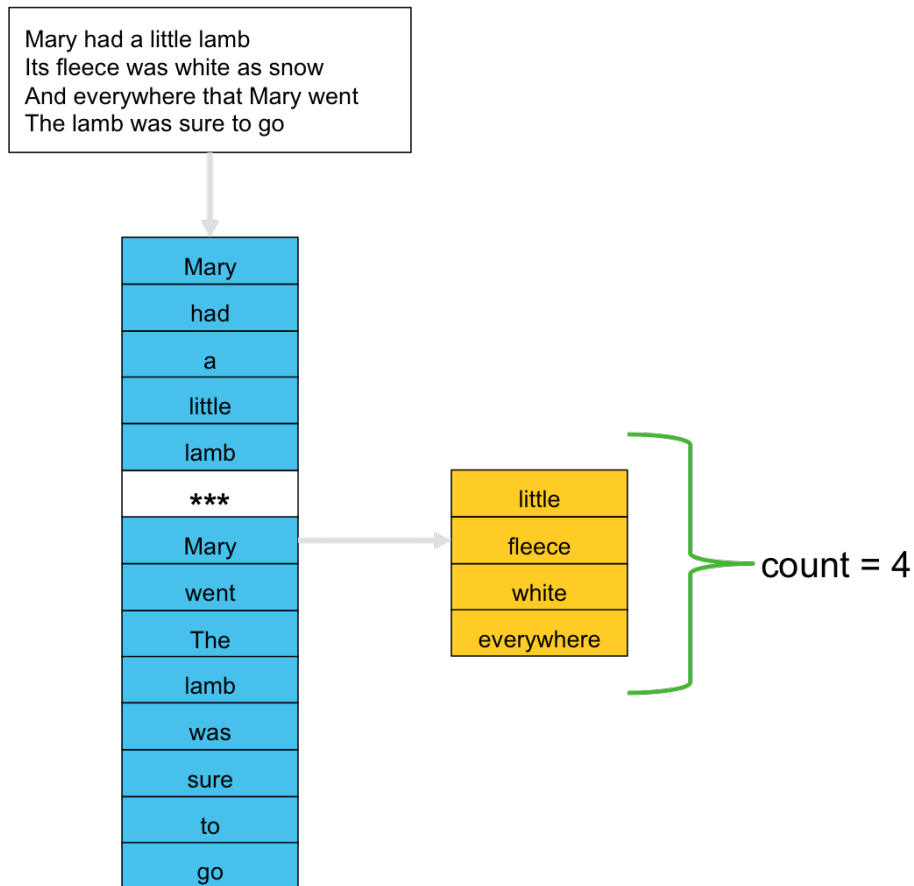 Mary had a little lamb
Its fleece was white as snow
And everywhere that Mary went
The lamb was sure to go
Mary
had
a
little
lamb
***
Mary
went
The
lamb
was
sure
to
go
little
fleece
white
everywhere
count = 4